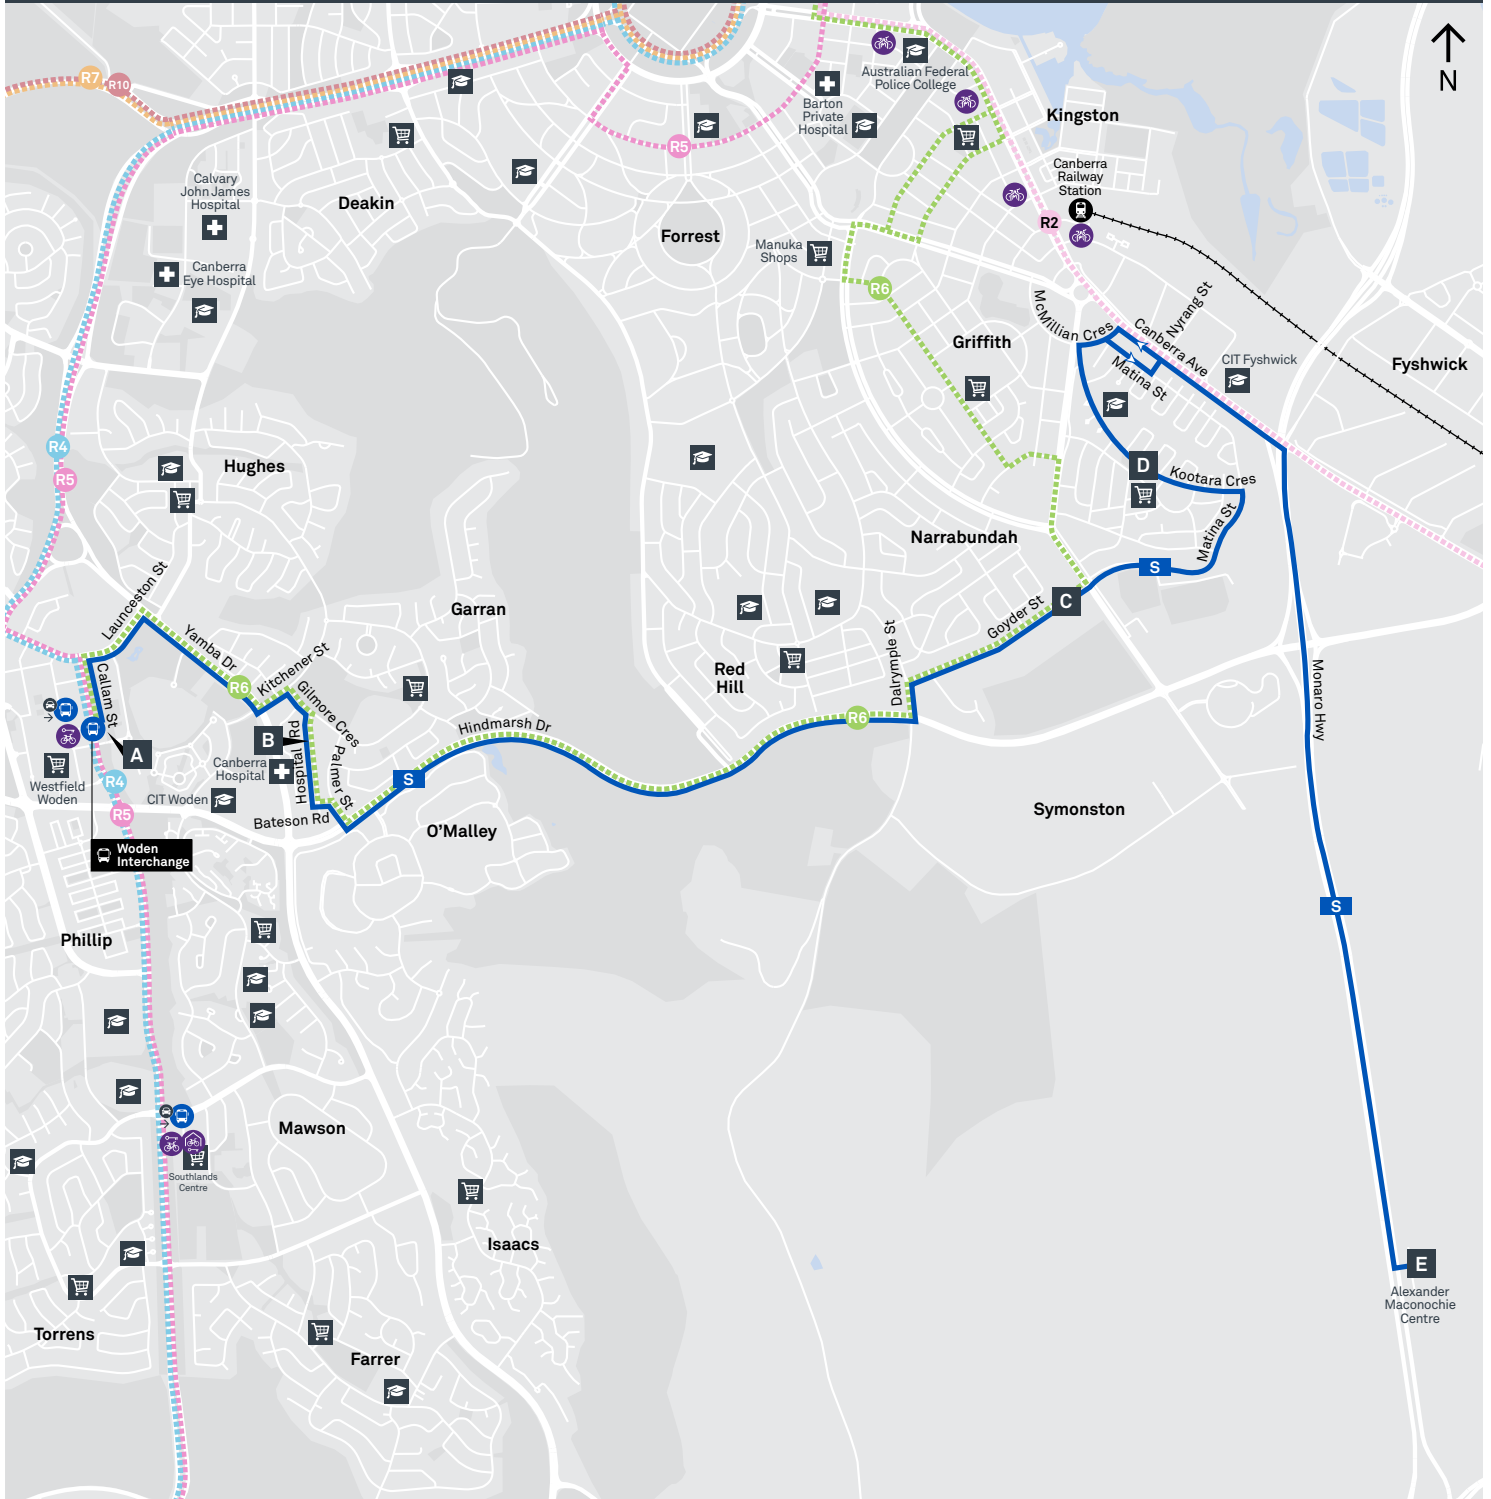 N
R7
R10
Australian Federal
Police College
Barton
Private
Hospital
Kingston
R5
Canberra
Railway
Station
Calvary
John James
Hospital
Deakin
Forrest
R2
Manuka
Shops
Canberra
Eye Hospital
R6
McMillian Cres
Nyrang St
Canberra Ave
Griffith
Matina St
CIT Fyshwick
Fyshwick
R4
R5
Hughes
D
Kootara Cres
Matina St
Narrabundah
S
Launceston St
Garran
Goyder St
C
Yamba Dr
Kitchener St
Dalrymple St
Red
Hill
R6
Callam St
Gilmore Cres
Monaro Hwy
R6
Hindmarsh Dr
A
B
Hospital Rd
Palmer St
Canberra
Hospital
S
Westfield
Woden
R4
CIT Woden
R5
Bateson Rd
O'Malley
Symonston
Woden
Interchange
S
Phillip
Mawson
Southlands
Centre
Isaacs
E
Alexander
Maconochie
Centre
Torrens
Farrer